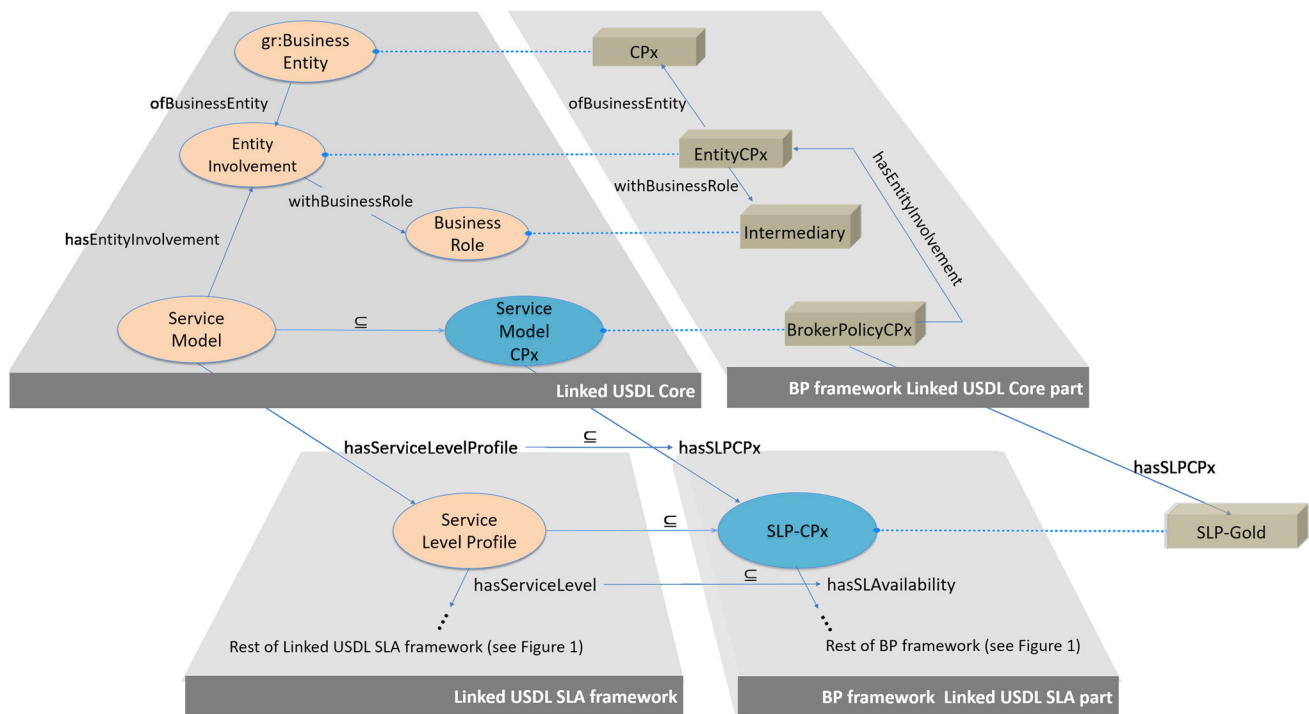 gr:Business
Entity
CPx
ofBusinessEntity
ofBusinessEntity
Entity
Involvement
EntityCPx
withBusinessRole
hasEntityInvolvement
withBusinessRole
Business
Role
Intermediary
hasEntityInvolvement
Service
Model
⊆
Service
Model
CPx
BrokerPolicyCPx
Linked USDL Core
BP framework Linked USDL Core part
hasServiceLevelProfile
⊆
hasSLPCPx
hasSLPCPx
Service
Level Profile
⊆
SLP-CPx
SLP-Gold
hasServiceLevel
⊆
hasSLAvailability
Rest of Linked USDL SLA framework (see Figure 1)
Rest of BP framework (see Figure 1)
Linked USDL SLA framework
BP framework Linked USDL SLA part